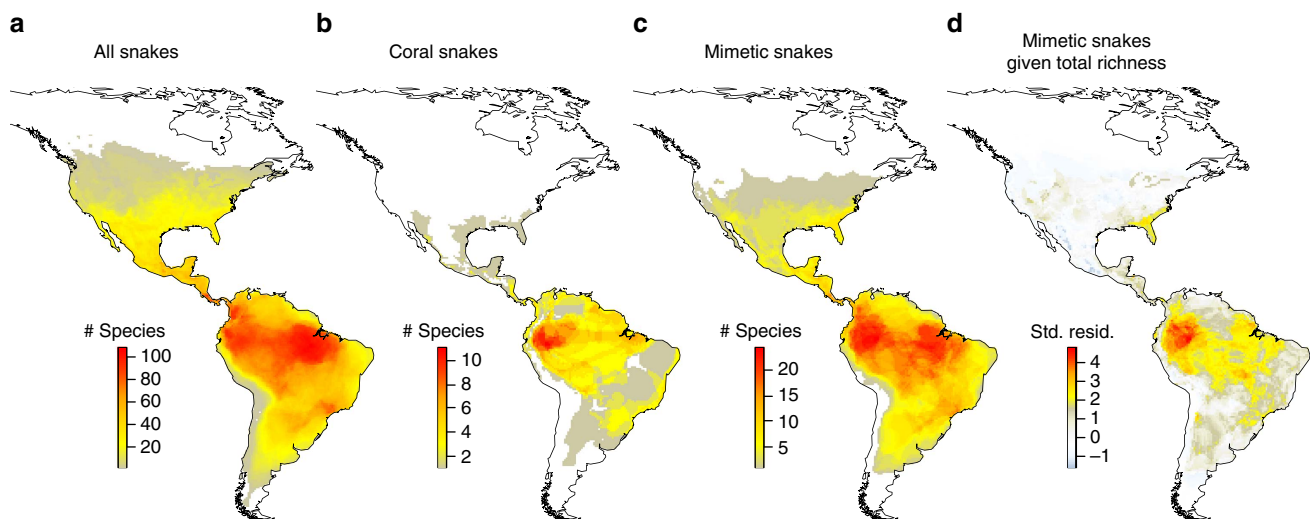 a
All snakes
# Species
100
80
60
40
20
b
Coral snakes
# Species
10
8
6
4
2
c
Mimetic snakes
# Species
20
15
10
5
d
Mimetic snakes
given total richness
Std. resid.
4
3
2
1
0
–1